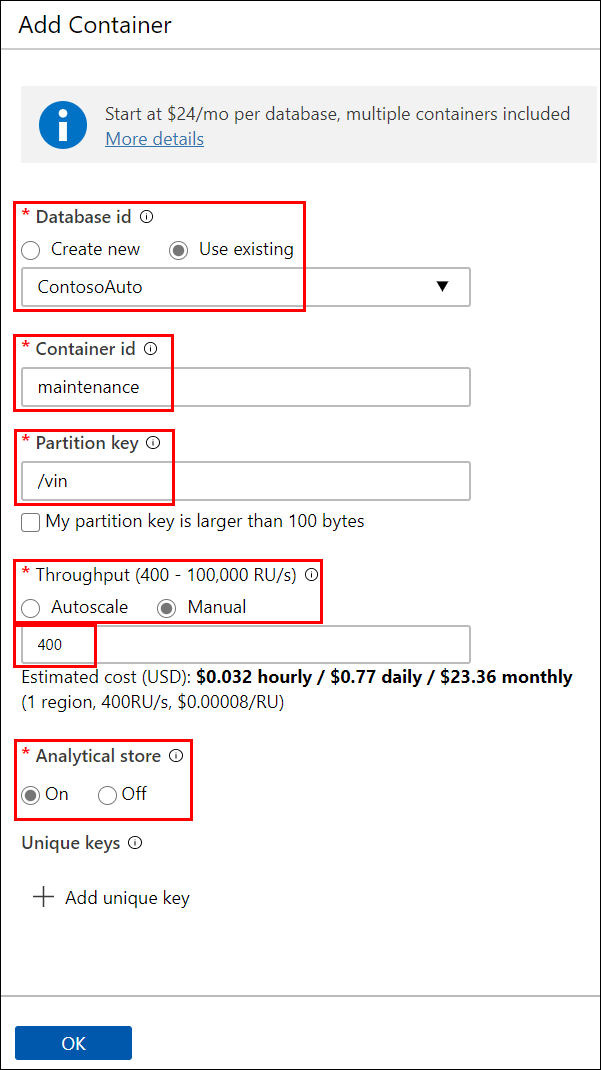 Add Container
Start at $24/mo per database, multiple containers included
More details
* Database id
Create new Use existing
ContosoAuto
* Container id
maintenance
* Partition key
/vin
My partition key is larger than 100 bytes
* Throughput (400 - 100,000 RU/s)
Autoscale Manual
400
Estimated cost (USD): $0.032 hourly / $0.77 daily / $23.36 monthly
(1 region, 400RU/s, $0.00008/RU)
* Analytical store
On Off
Unique keys
Add unique key
OK